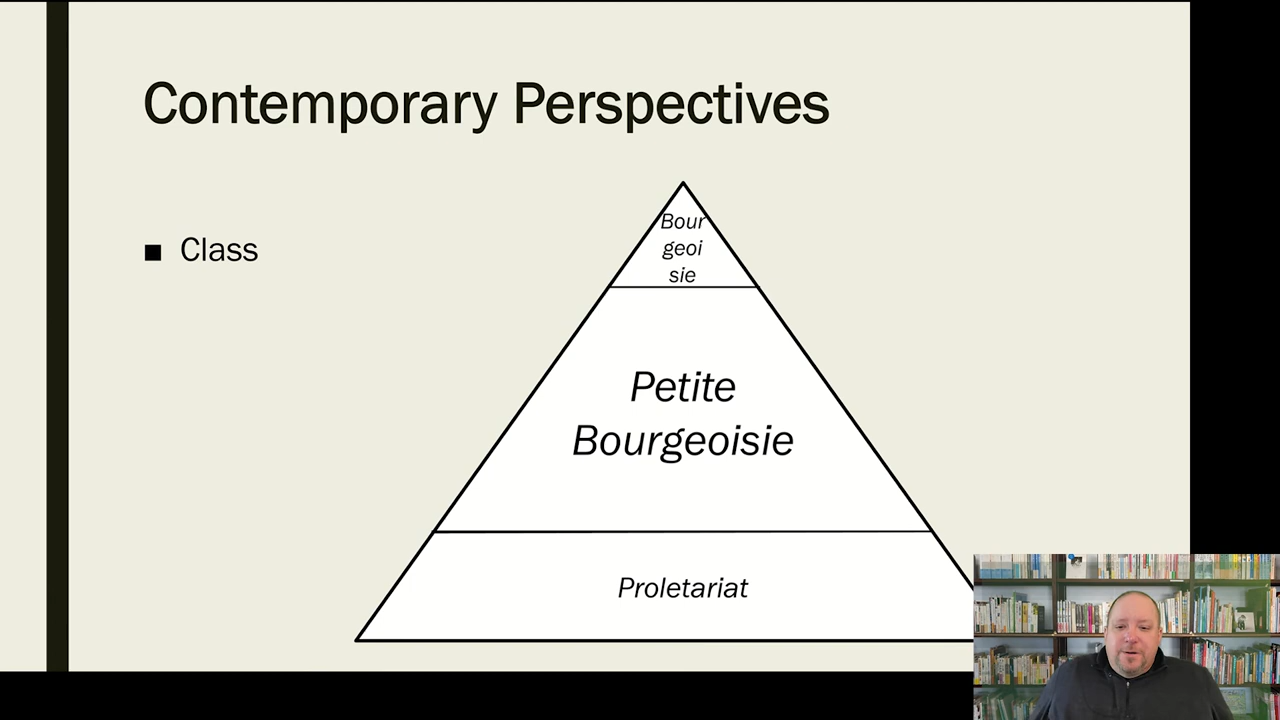 Contemporary Perspectives
Class
Bour
geoi
sie
Petite
Bourgeoisie
Proletariat